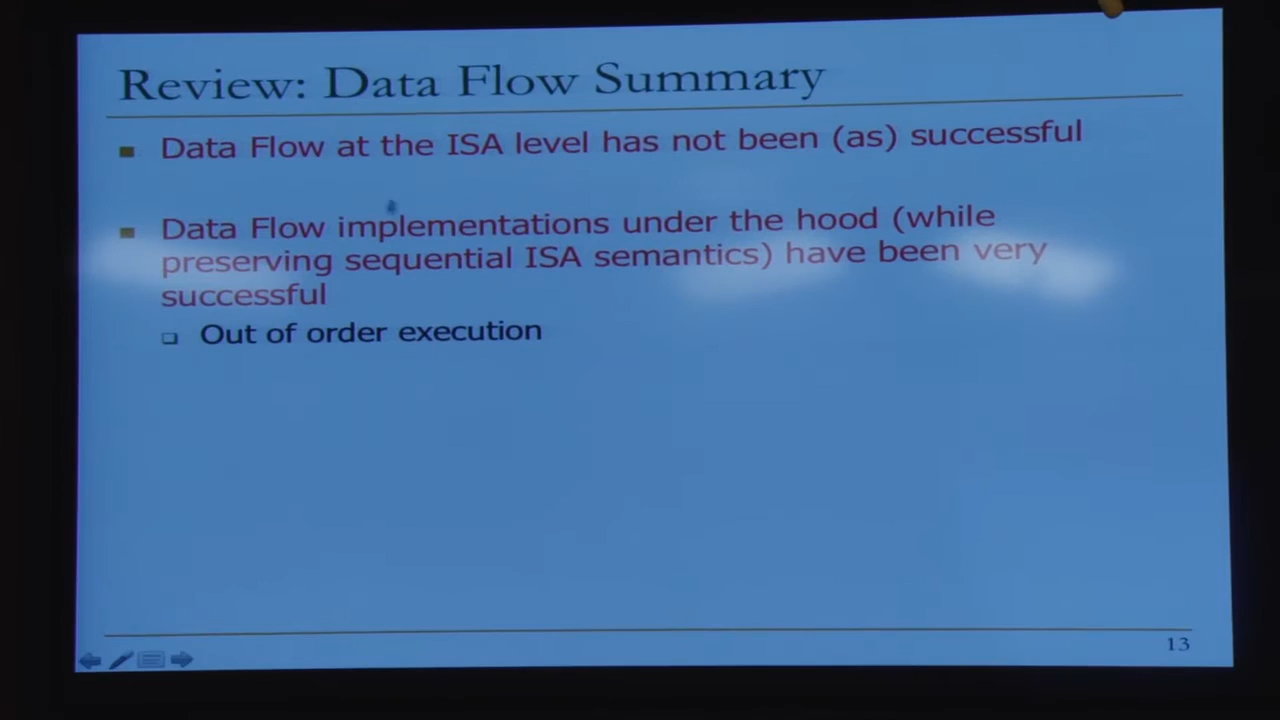 Review: Data Flow Summary
Data Flow at the ISA level has not been (as) successful
Data Flow implementations under the hood (while
preserving sequential ISA semantics) have been very
successful
Out of order execution
13